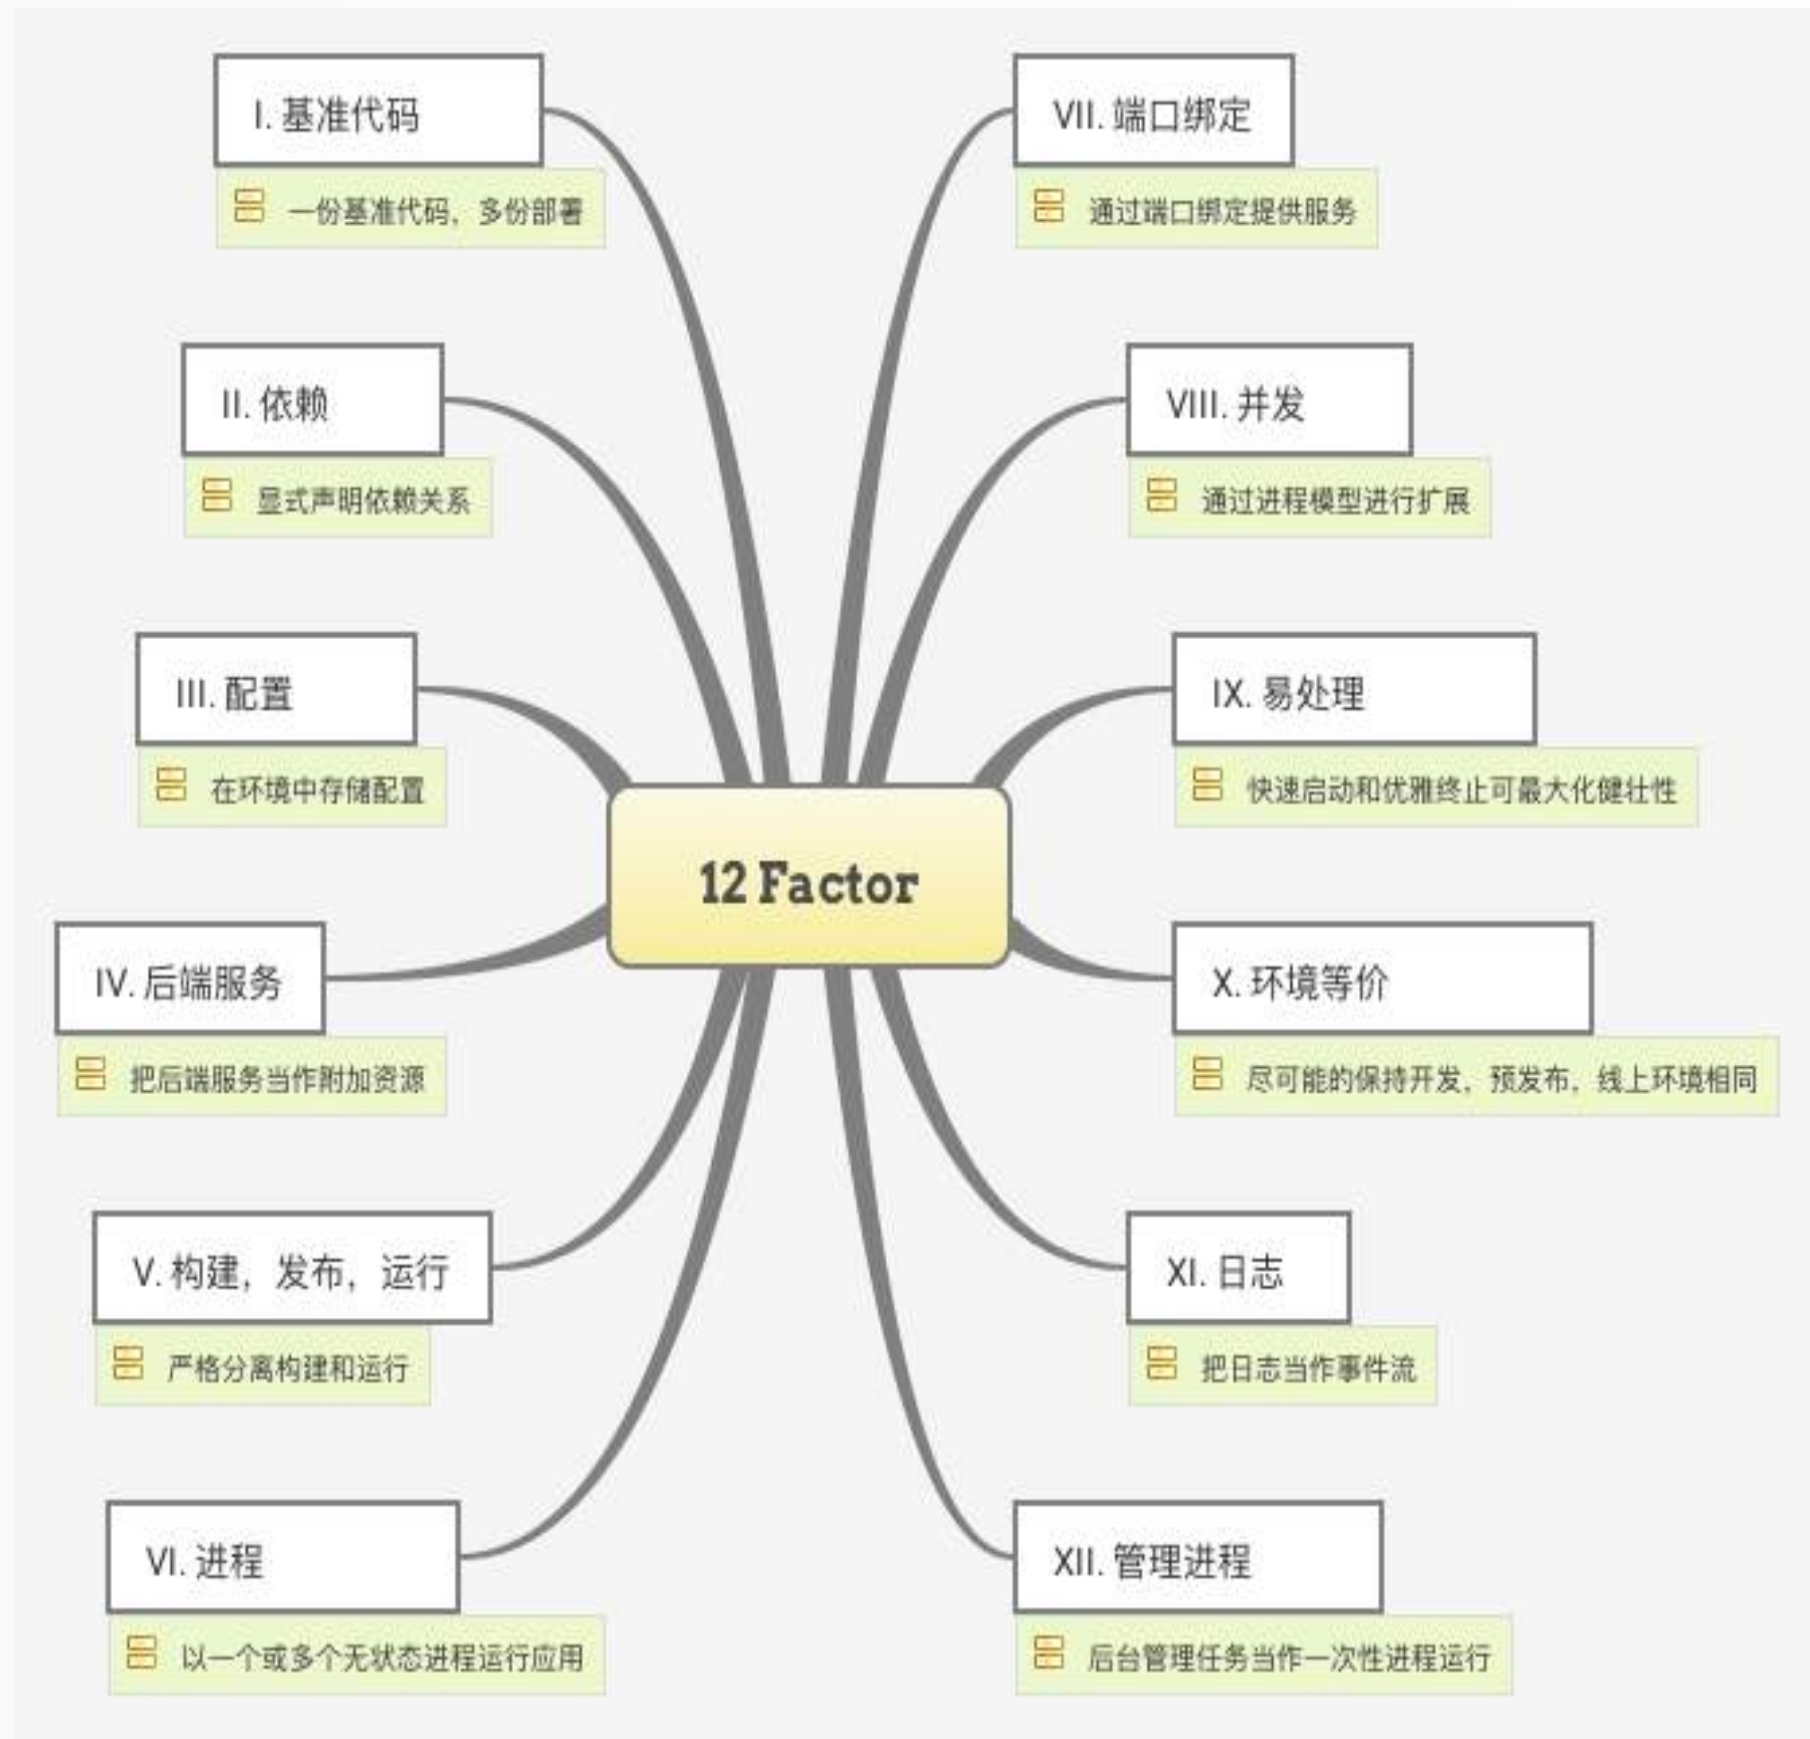 I. 基准代码
一份基准代码，多份部署
II. 依赖
显式声明依赖关系
III. 配置
在环境中存储配置
IV. 后端服务
把后端服务当作附加资源
V. 构建，发布，运行
严格分离构建和运行
VI. 进程
以一个或多个无状态进程运行应用
12 Factor
VII. 端口绑定
通过端口绑定提供服务
VIII. 并发
通过进程模型进行扩展
IX. 易处理
快速启动和优雅终止可最大化健壮性
X. 环境等价
尽可能的保持开发，预发布，线上环境相同
XI. 日志
把日志当作事件流
XII. 管理进程
后台管理任务当作一次性进程运行